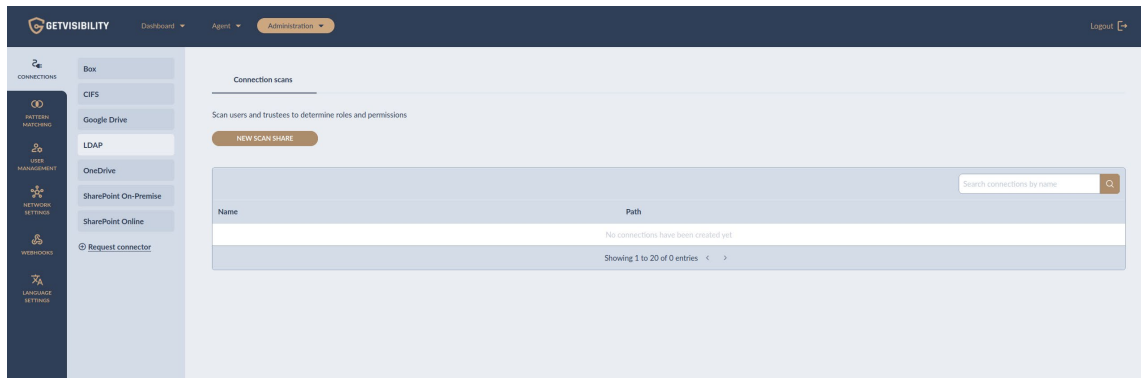 GETVISIBILITY
Dashboard
Agent
Administration
Logout
CONNECTIONS
PATTERN
MATCHING
USER
MANAGEMENT
NETWORK
SETTINGS
WEBHOOKS
LANGUAGE
SETTINGS
Box
CIFS
Google Drive
LDAP
OneDrive
SharePoint On-Premise
SharePoint Online
Request connector
Connection scans
Scan users and trustees to determine roles and permissions
NEW SCAN SHARE
Search connections by name
Name Path
No connections have been created yet
Showing 1 to 20 of 0 entries < >